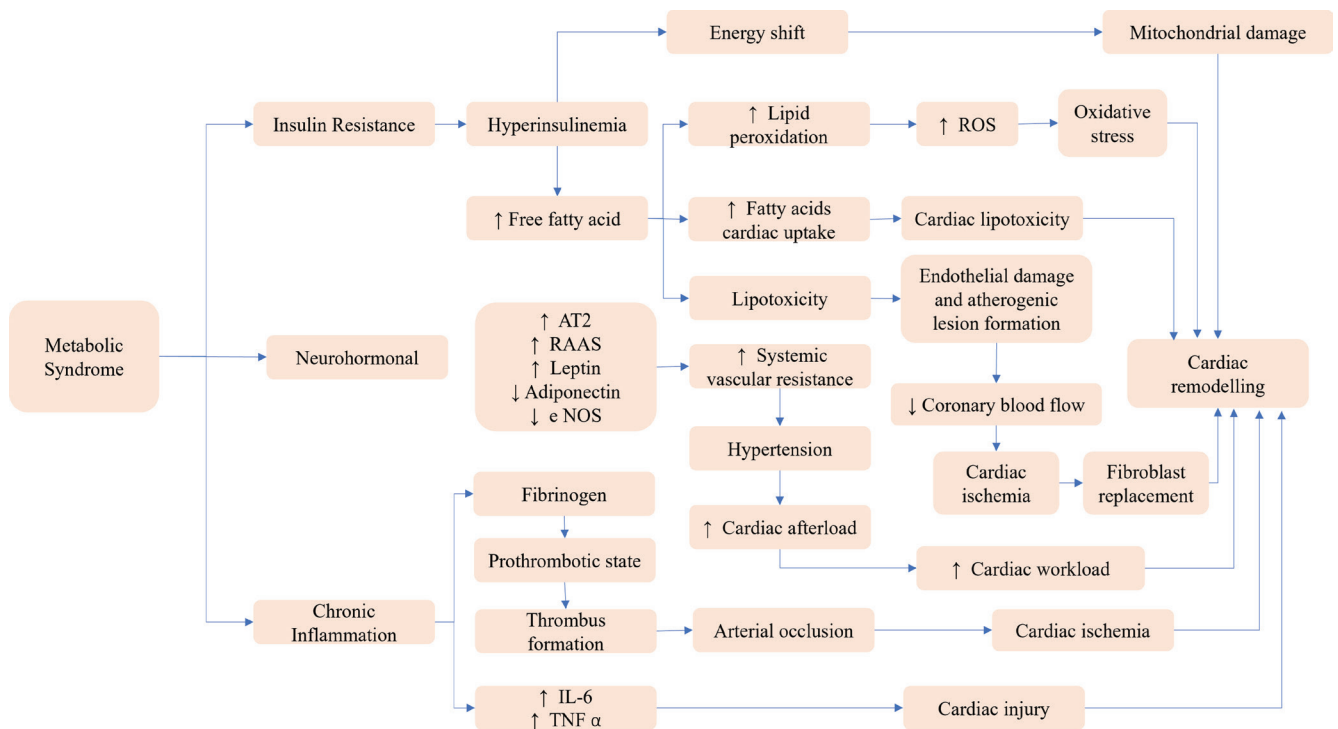 Energy shift
Mitochondrial damage
Insulin Resistance
Hyperinsulinemia
↑ Lipid
peroxidation
↑ ROS
Oxidative
stress
↑ Free fatty acid
↑ Fatty acids
cardiac uptake
Cardiac lipotoxicity
Lipotoxicity
Endothelial damage
and atherogenic
lesion formation
Metabolic
Syndrome
Neurohormonal
↑ AT2
↑ RAAS
↑ Leptin
↓ Adiponectin
↓ e NOS
↑ Systemic
vascular resistance
Cardiac
remodelling
↓ Coronary blood flow
Hypertension
Cardiac
ischemia
Fibroblast
replacement
Fibrinogen
↑ Cardiac afterload
Prothrombotic state
↑ Cardiac workload
Chronic
Inflammation
Thrombus
formation
Arterial occlusion
Cardiac ischemia
↑ IL-6
↑ TNF α
Cardiac injury